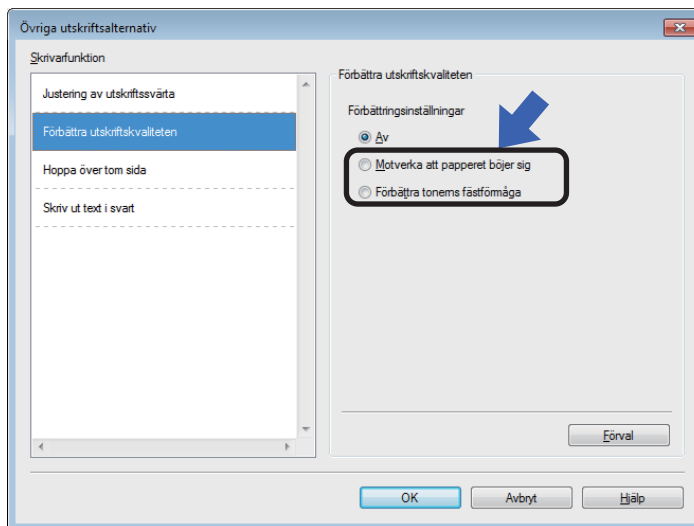 Övriga utskriftsalternativ
Skrivarfunktion
Justering av utskriftssvärta
Förbättra utskriftskvaliteten
Hoppa över tom sida
Skriv ut text i svart
Förbättra utskriftskvaliteten
Förbättringsinställningar
Av
Motverka att papperet böjer sig
Förbättra tonerns fästförmåga
Förval
OK
Avbryt
Hjälp